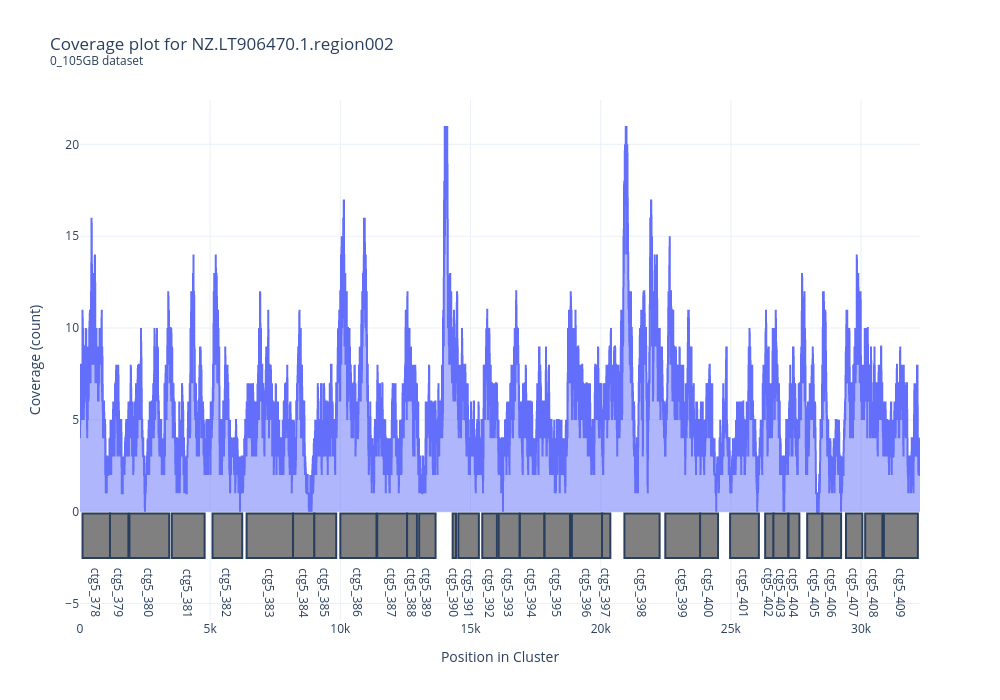 Coverage plot for NZ.LT906470.1.region002
0_105GB dataset
Coverage (count)
20
15
10
5
0
−5
ctg5_378
ctg5_379
ctg5_380
ctg5_381
ctg5_382
ctg5_383
ctg5_384
ctg5_385
ctg5_386
ctg5_387
ctg5_388
ctg5_389
ctg5_390
ctg5_391
ctg5_392
ctg5_393
ctg5_394
ctg5_395
ctg5_396
ctg5_397
ctg5_398
ctg5_399
ctg5_400
ctg5_401
ctg5_402
ctg5_403
ctg5_404
ctg5_405
ctg5_406
ctg5_407
ctg5_408
ctg5_409
0 5k 10k 15k 20k 25k 30k
Position in Cluster